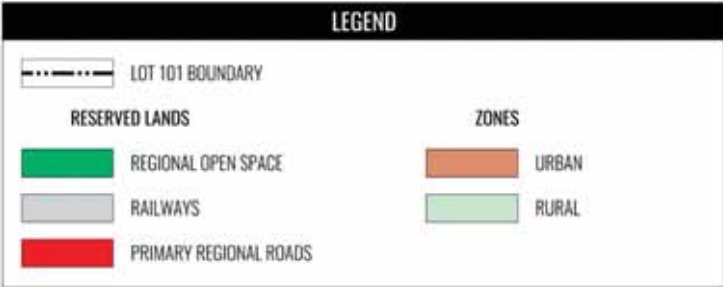 LEGEND
LOT 101 BOUNDARY
RESERVED LANDS
REGIONAL OPEN SPACE
RAILWAYS
PRIMARY REGIONAL ROADS
ZONES
URBAN
RURAL